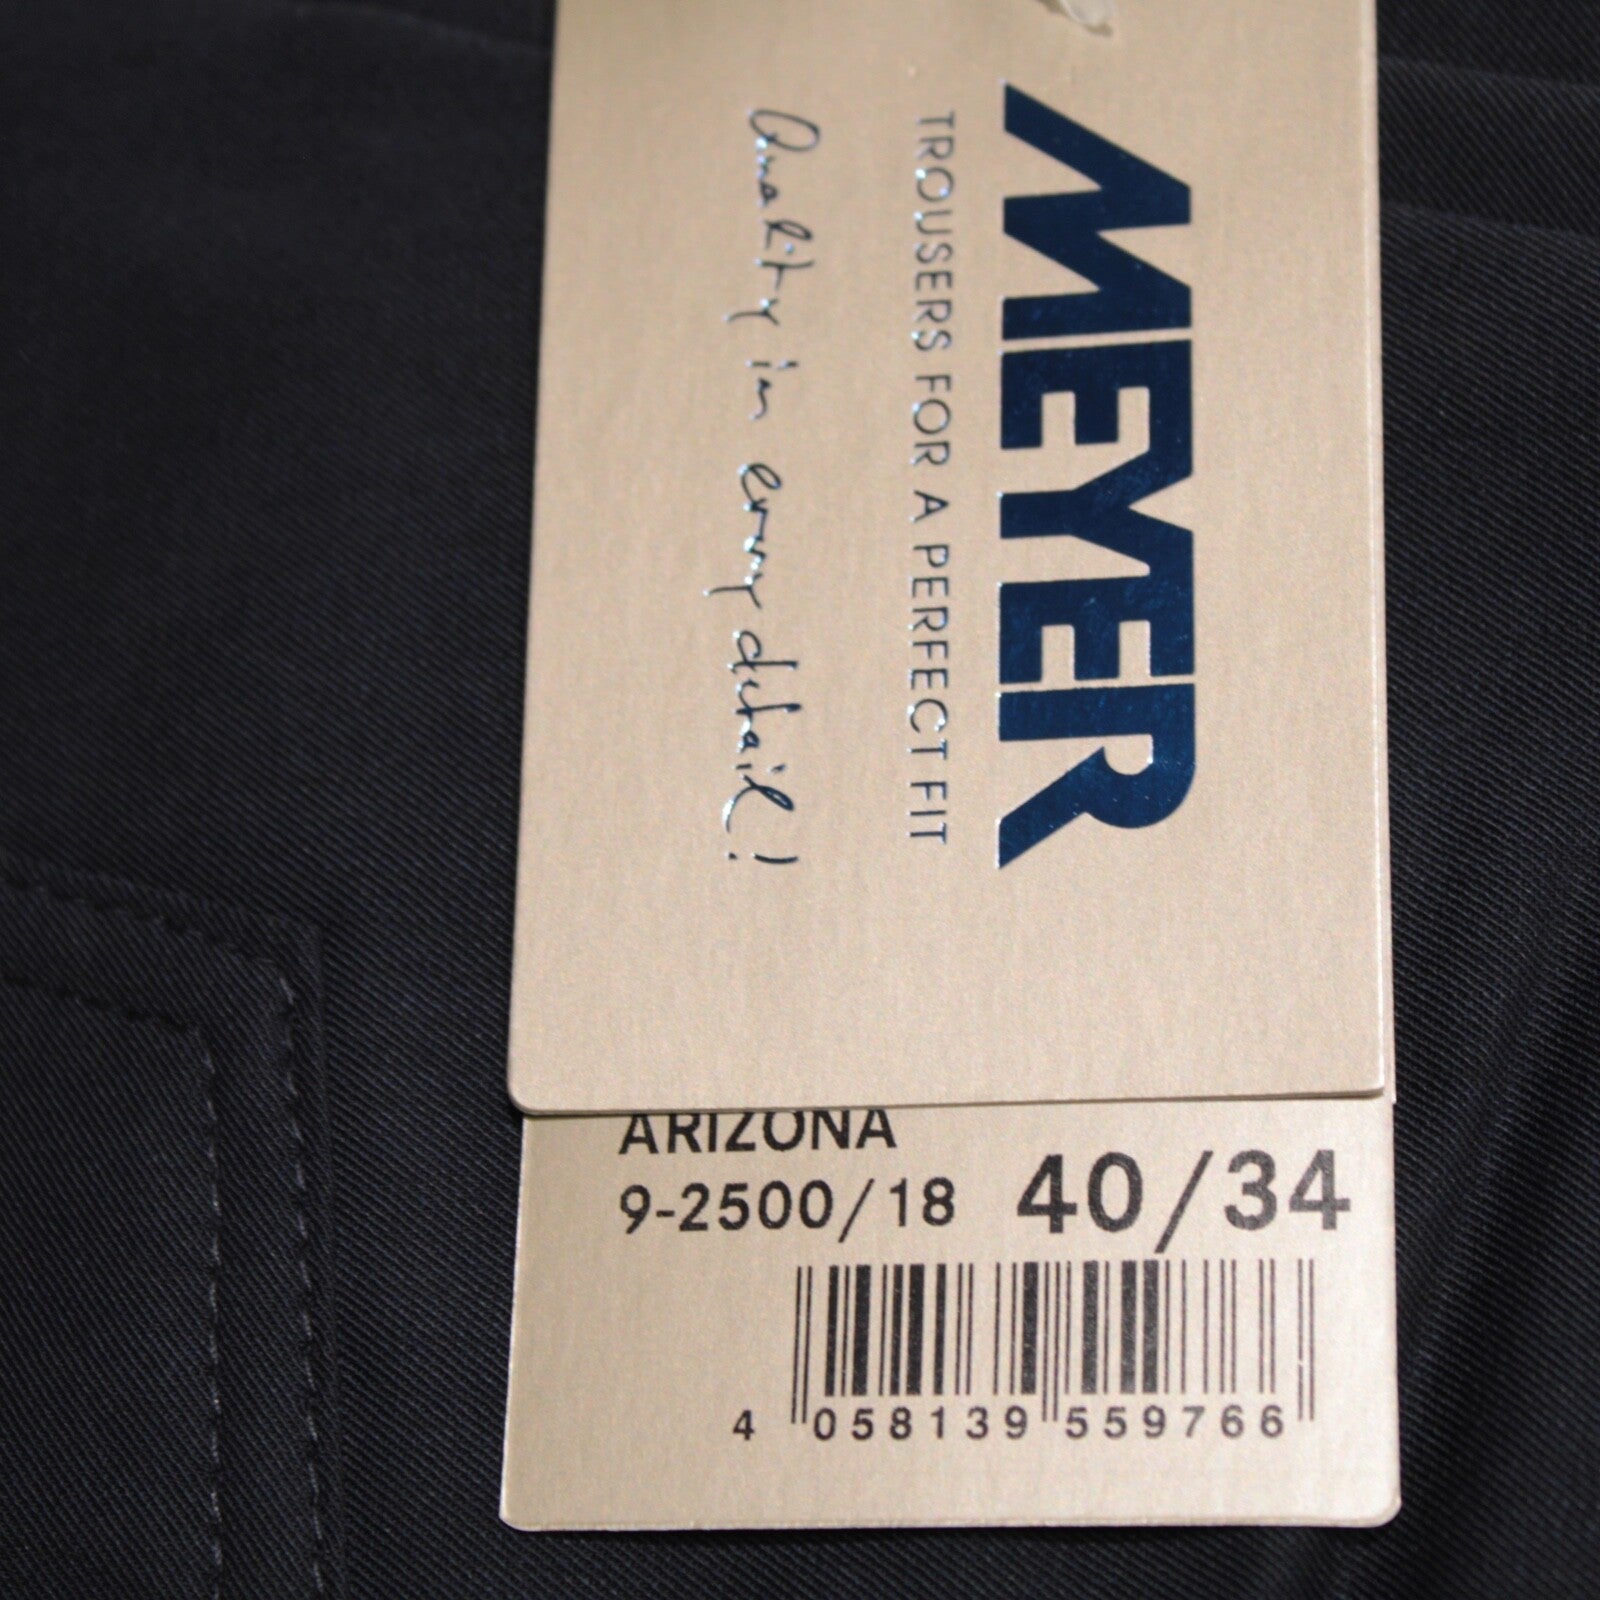 MEYER
TROUSERS FOR A PERFECT FIT
Quality in every detail!
ARIZONA
9-2500/18 40/34
4 058139 559766